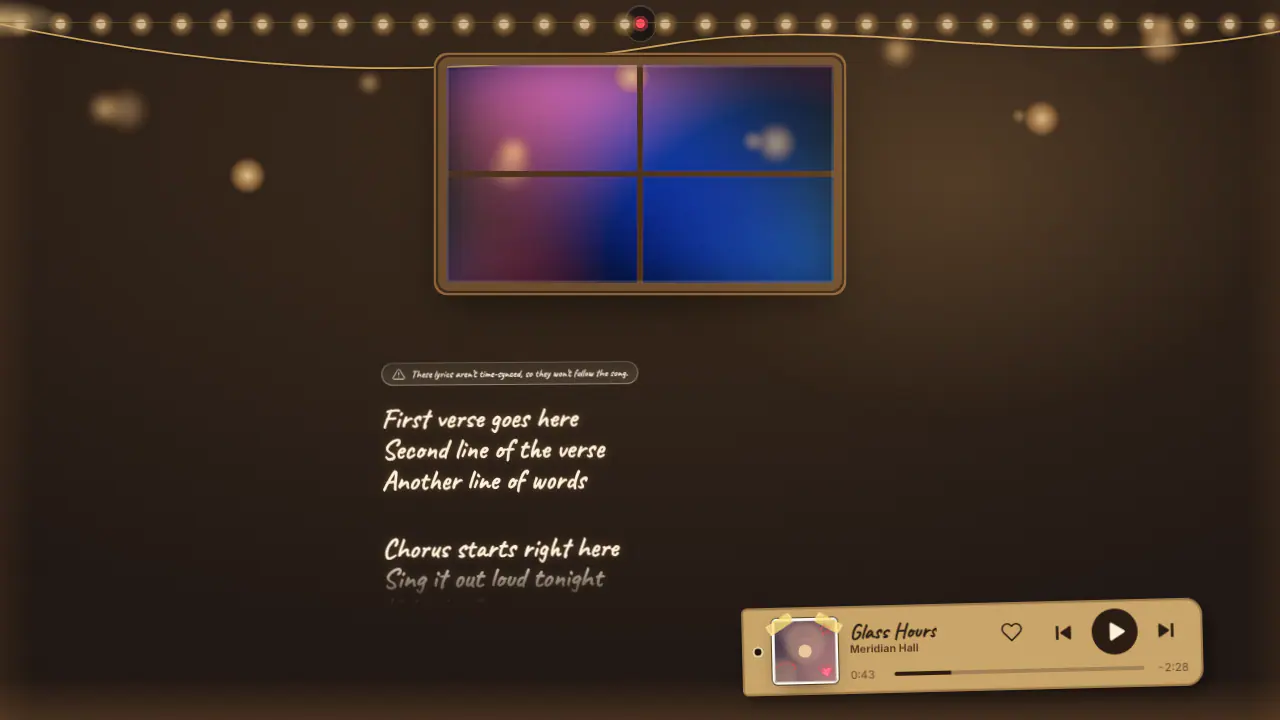 These lyrics aren't time-synced, so they won't follow the song.
First verse goes here
Second line of the verse
Another line of words
Chorus starts right here
Sing it out loud tonight
Glass Hours
Meridian Hall
0:43
-2:28